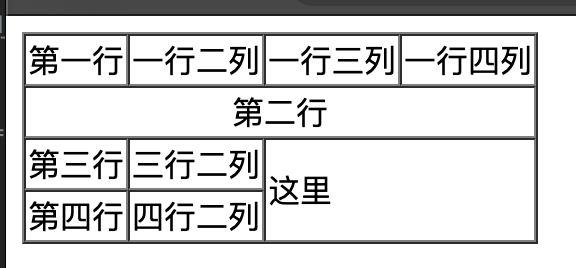 第一行 一行二列 一行三列 一行四列
第二行
第三行 三行二列
这里
第四行 四行二列